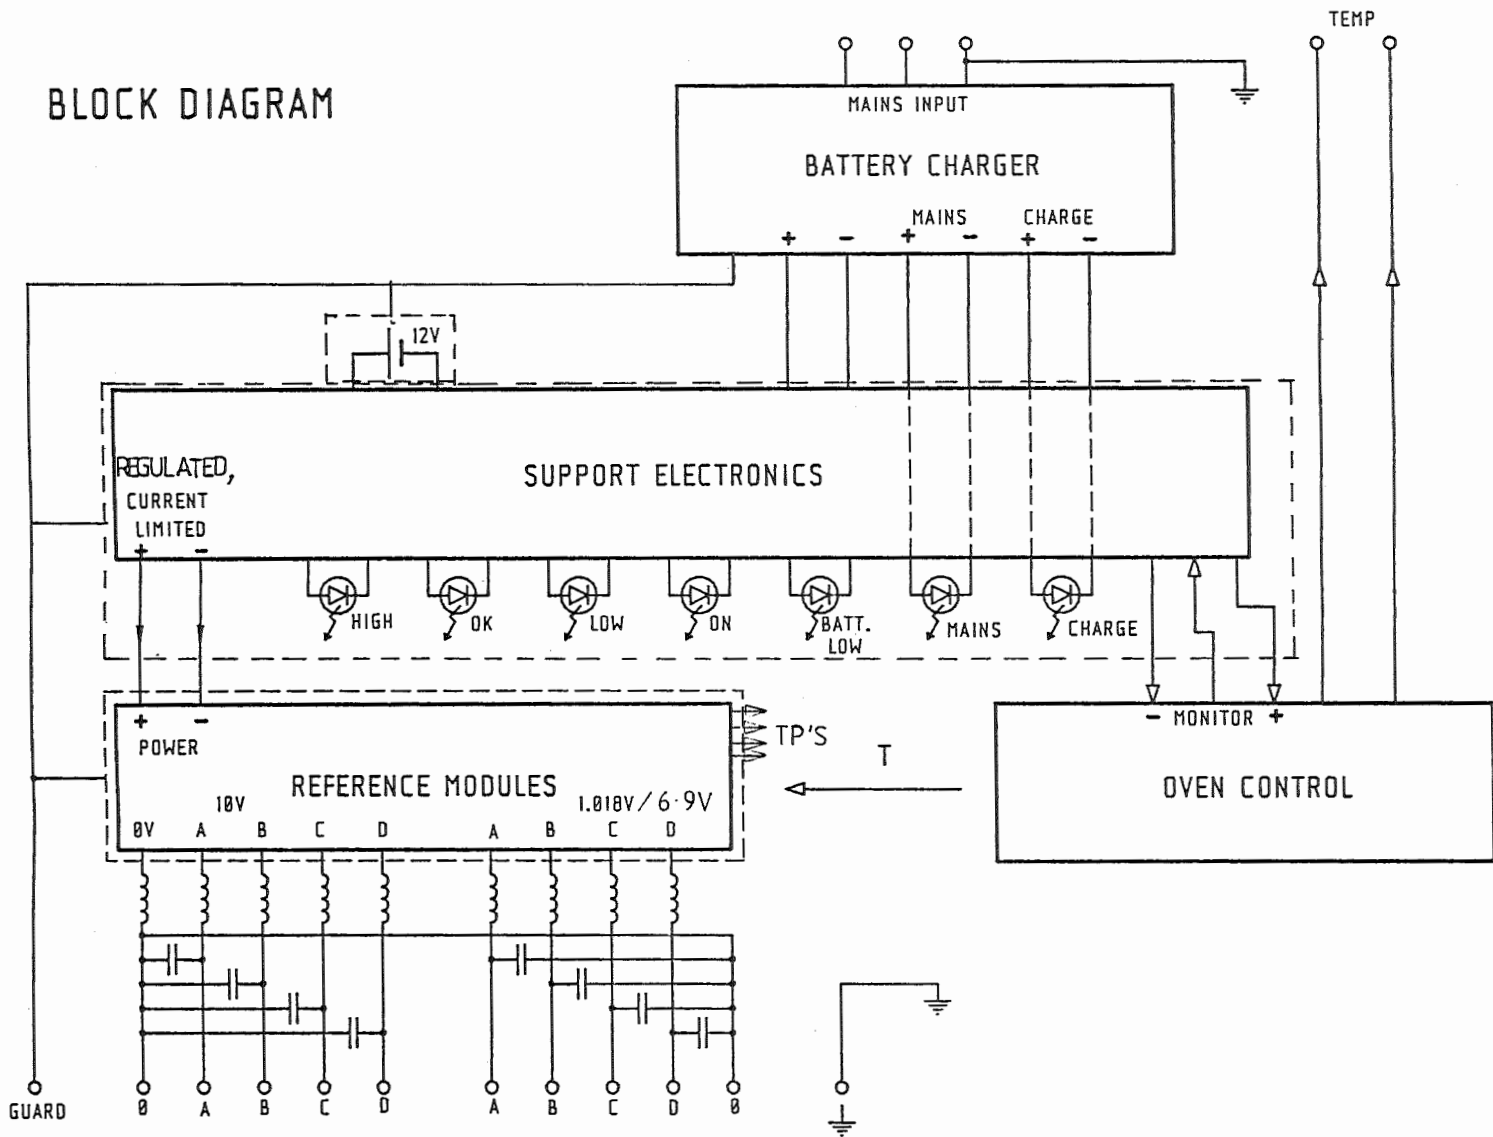 TEMP
BLOCK DIAGRAM
MAINS INPUT
BATTERY CHARGER
MAINS CHARGE
+ - + - + -
12V
REGULATED,
CURRENT
LIMITED
+ -
SUPPORT ELECTRONICS
HIGH
OK
LOW
ON
BATT.
LOW
MAINS
CHARGE
+ -
POWER
REFERENCE MODULES
10V
1.018V/6·9V
0V A B C D A B C D
TP'S
T
- MONITOR +
OVEN CONTROL
GUARD
0 A B C D A B C D 0